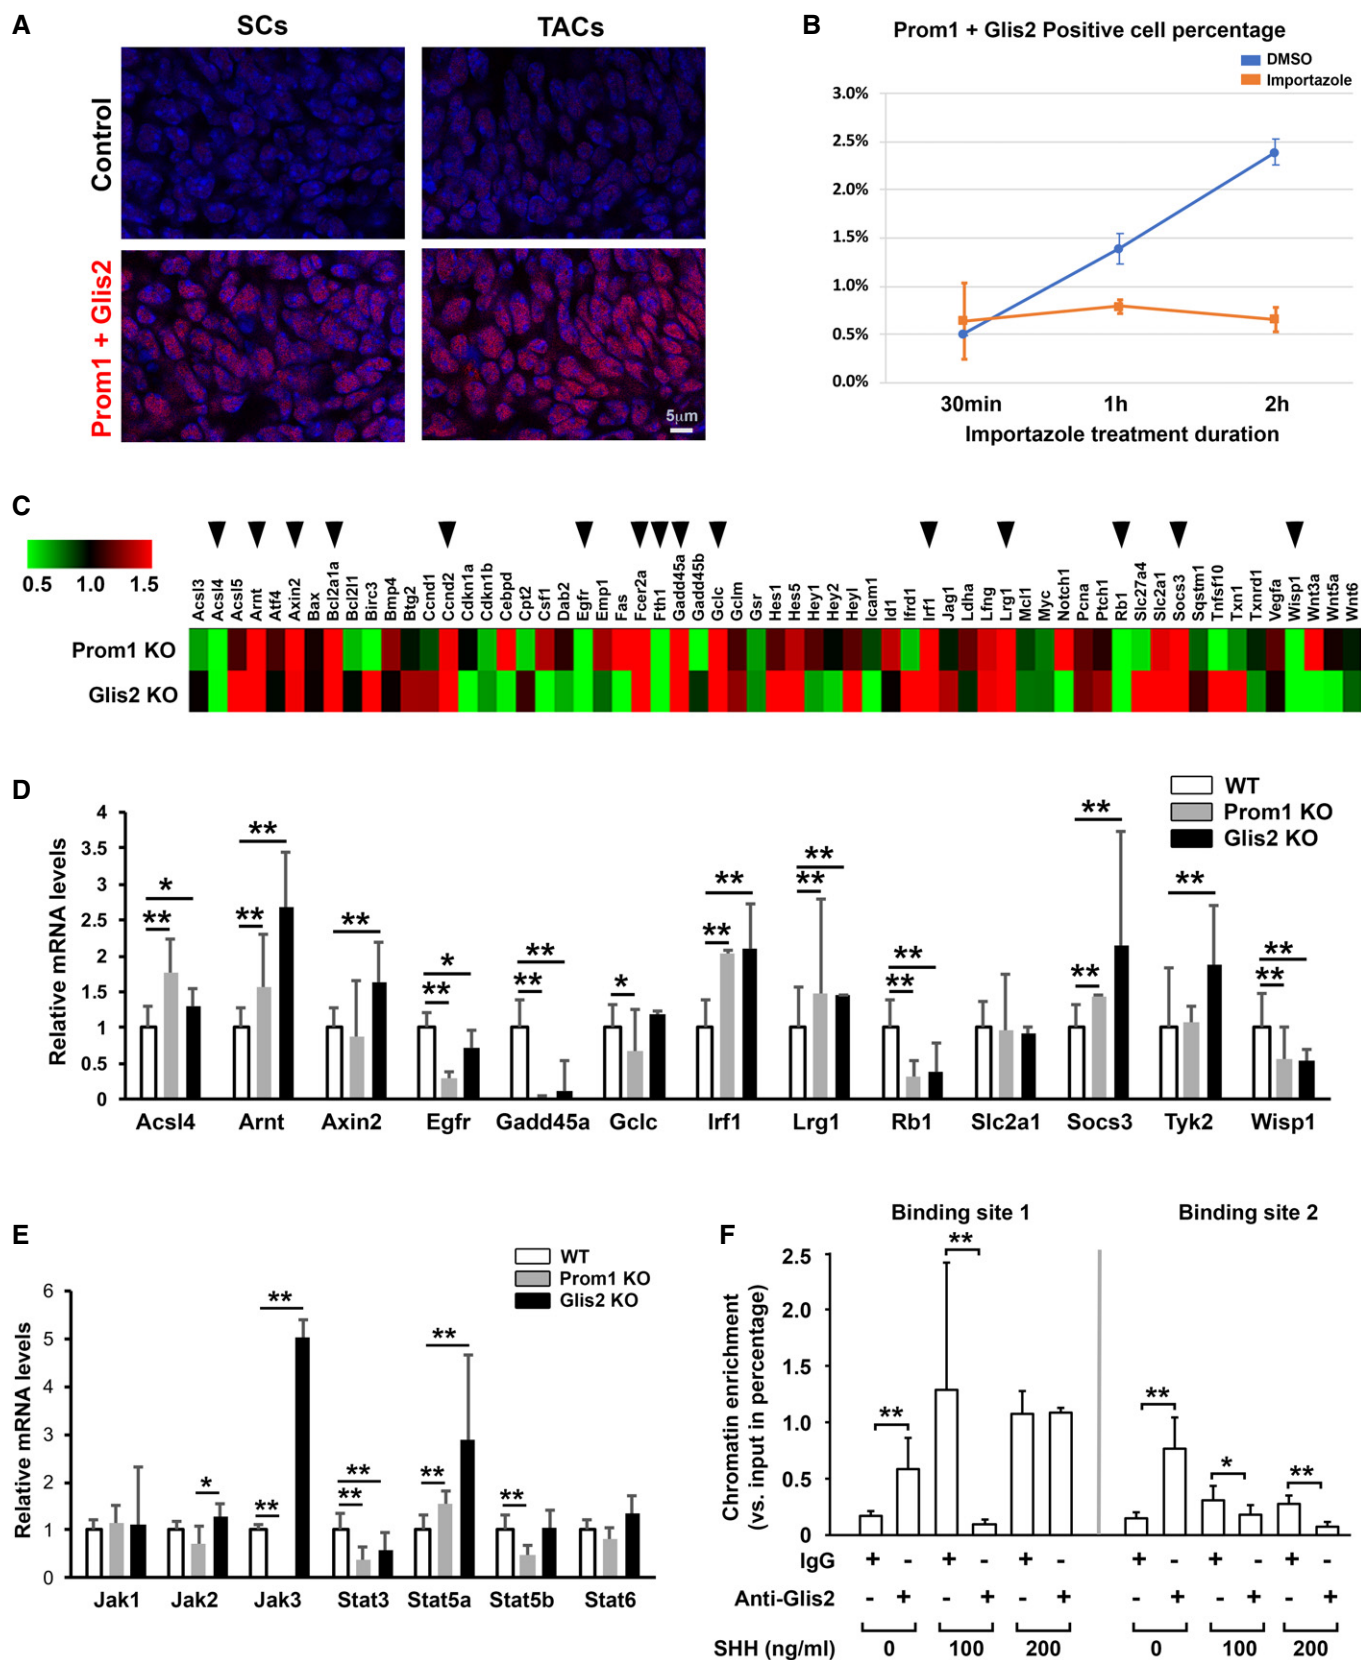 A
SCs
TACs
Control
Prom1 + Glis2
5µm
B
Prom1 + Glis2 Positive cell percentage
DMSO
Importazole
3.0%
2.5%
2.0%
1.5%
1.0%
0.5%
0.0%
30min 1h 2h
Importazole treatment duration
C
0.5 1.0 1.5
Acsl3
Acsl4
Acsl5
Arnt
Atf4
Axin2
Bax
Bcl2a1a
Bcl2l1
Birc3
Bmp4
Btg2
Ccnd1
Ccnd2
Cdkn1a
Cdkn1b
Cebpd
Cpt2
Csf1
Dab2
Egfr
Emp1
Fas
Fcer2a
Fth1
Gadd45a
Gadd45b
Gclc
Gclm
Gsr
Hes1
Hes5
Hey1
Hey2
Heyl
Icam1
Id1
Ifrd1
Irf1
Jag1
Ldha
Lfng
Lrg1
Mcl1
Myc
Notch1
Pcna
Ptch1
Rb1
Slc27a4
Slc2a1
Socs3
Sqstm1
Tnfsf10
Txn1
Txnrd1
Vegfa
Wisp1
Wnt3a
Wnt5a
Wnt6
Prom1 KO
Glis2 KO
D
WT
Prom1 KO
Glis2 KO
Relative mRNA levels
4
3.5
3
2.5
2
1.5
1
0.5
0
* ** ** ** ** * ** ** ** * ** ** ** ** ** ** ** ** ** ** ** ** **
Acsl4 Arnt Axin2 Egfr Gadd45a Gclc Irf1 Lrg1 Rb1 Slc2a1 Socs3 Tyk2 Wisp1
E
WT
Prom1 KO
Glis2 KO
Relative mRNA levels
6
5
4
3
2
1
0
* ** ** ** ** ** ** **
Jak1 Jak2 Jak3 Stat3 Stat5a Stat5b Stat6
F
Binding site 1 Binding site 2
Chromatin enrichment
(vs. input in percentage)
2.5
2.0
1.5
1.0
0.5
0
** ** ** * **
IgG + - + - + - + - + - + -
Anti-Glis2 - + - + - + - + - + - +
SHH (ng/ml) 0 100 200 0 100 200